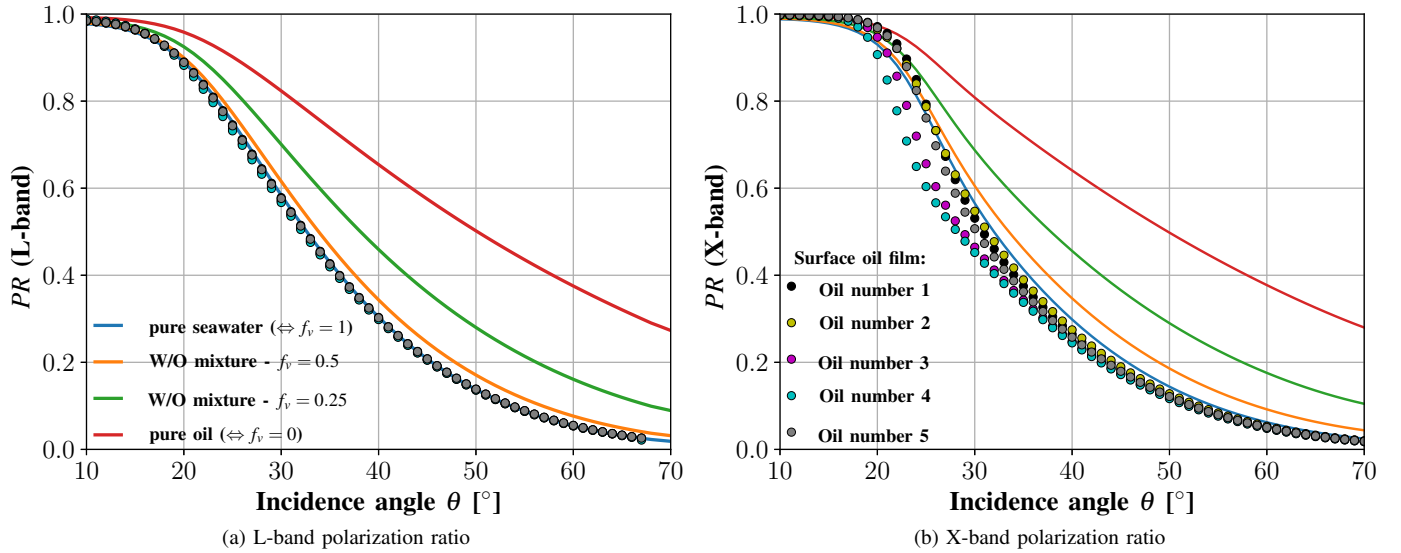 1.0
0.8
0.6
0.4
0.2
0.0
PR (L-band)
pure seawater (⇔ f_v = 1)
W/O mixture - f_v = 0.5
W/O mixture - f_v = 0.25
pure oil (⇔ f_v = 0)
10 20 30 40 50 60 70
Incidence angle θ [°]
(a) L-band polarization ratio
1.0
0.8
0.6
0.4
0.2
0.0
PR (X-band)
Surface oil film:
Oil number 1
Oil number 2
Oil number 3
Oil number 4
Oil number 5
10 20 30 40 50 60 70
Incidence angle θ [°]
(b) X-band polarization ratio